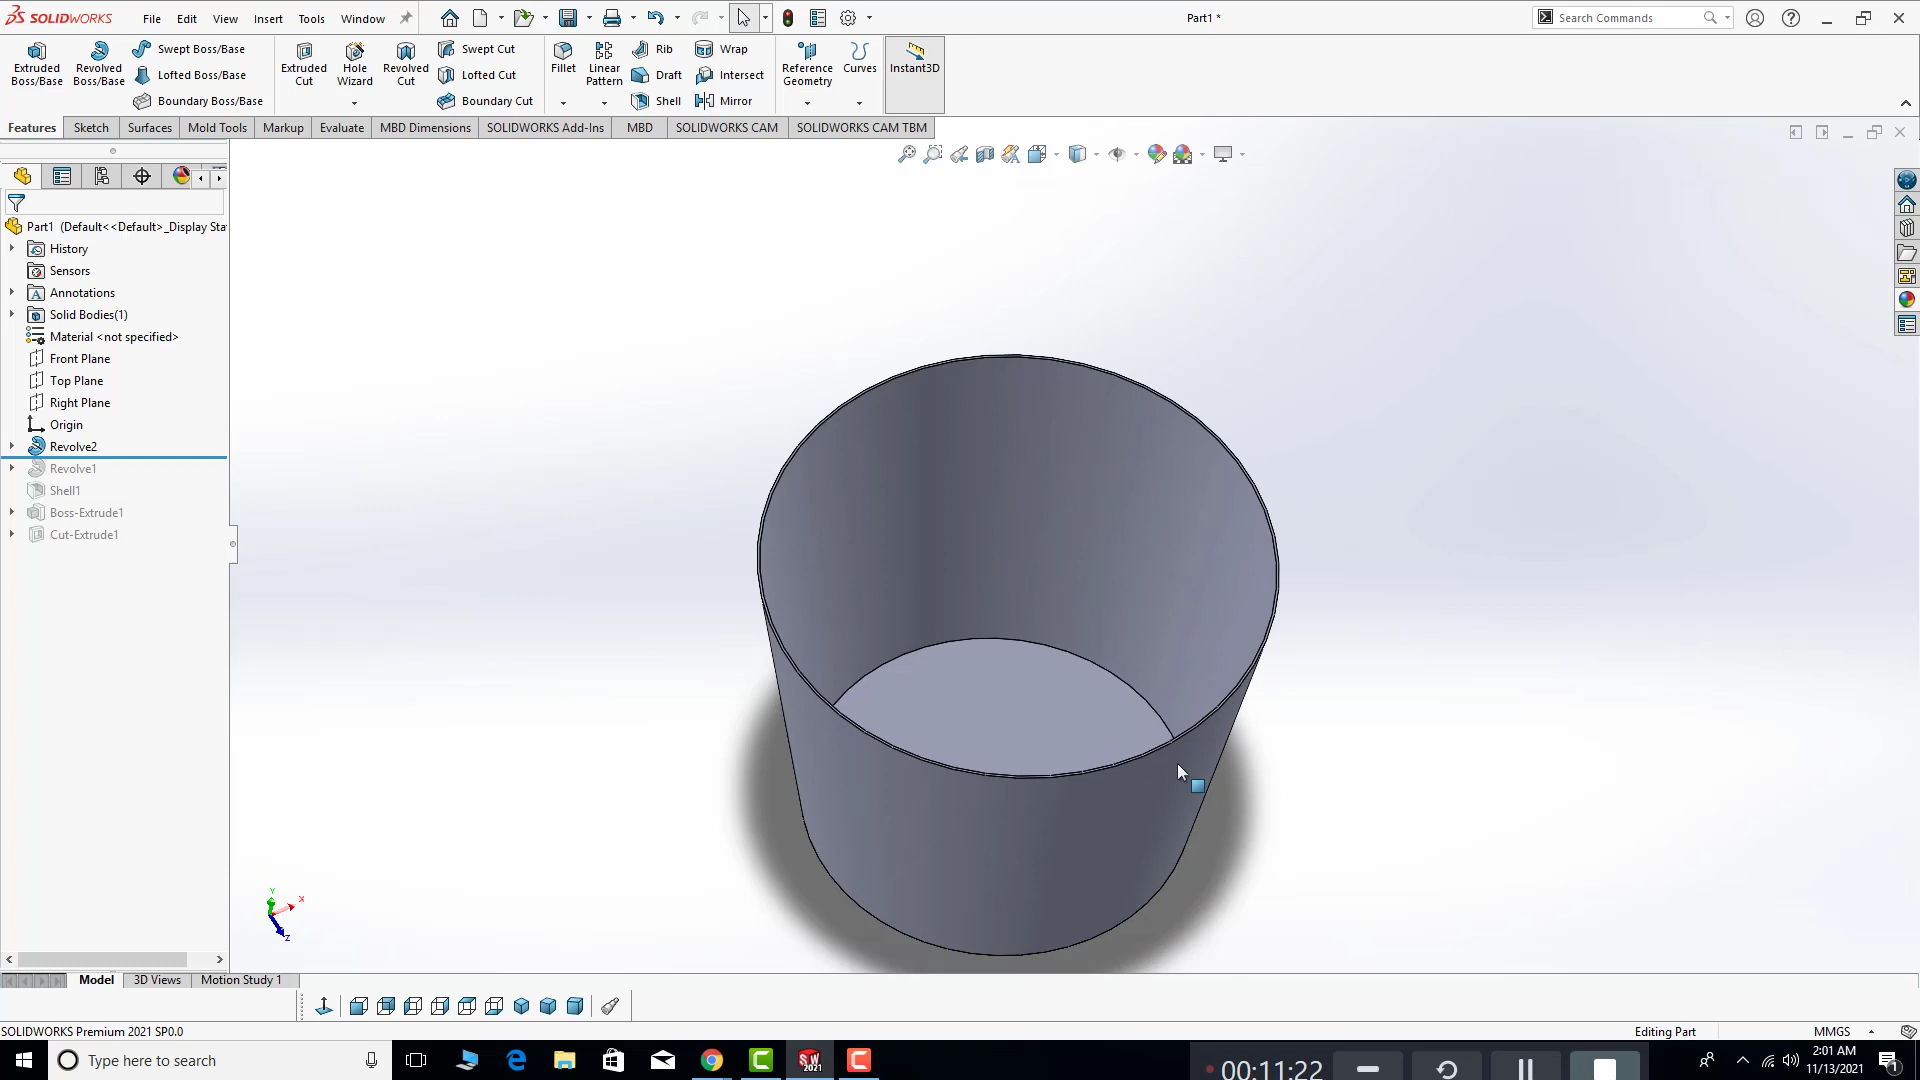 SOLIDWORKS File Edit View Insert Tools Window Part1 * Search Commands
Extruded Boss/Base
Revolved Boss/Base
Swept Boss/Base
Lofted Boss/Base
Boundary Boss/Base
Extruded Cut
Hole Wizard
Revolved Cut
Swept Cut
Lofted Cut
Boundary Cut
Fillet
Linear Pattern
Rib
Draft
Shell
Wrap
Intersect
Mirror
Reference Geometry
Curves
Instant3D
Features Sketch Surfaces Mold Tools Markup Evaluate MBD Dimensions SOLIDWORKS Add-Ins MBD SOLIDWORKS CAM SOLIDWORKS CAM TBM
Part1 (Default<<Default>_Display Sta
History
Sensors
Annotations
Solid Bodies(1)
Material <not specified>
Front Plane
Top Plane
Right Plane
Origin
Revolve2
Revolve1
Shell1
Boss-Extrude1
Cut-Extrude1
Y
X
Z
Model 3D Views Motion Study 1
SOLIDWORKS Premium 2021 SP0.0 Editing Part MMGS
Type here to search
SW 2021
00:11:22
2:01 AM
11/13/2021
1